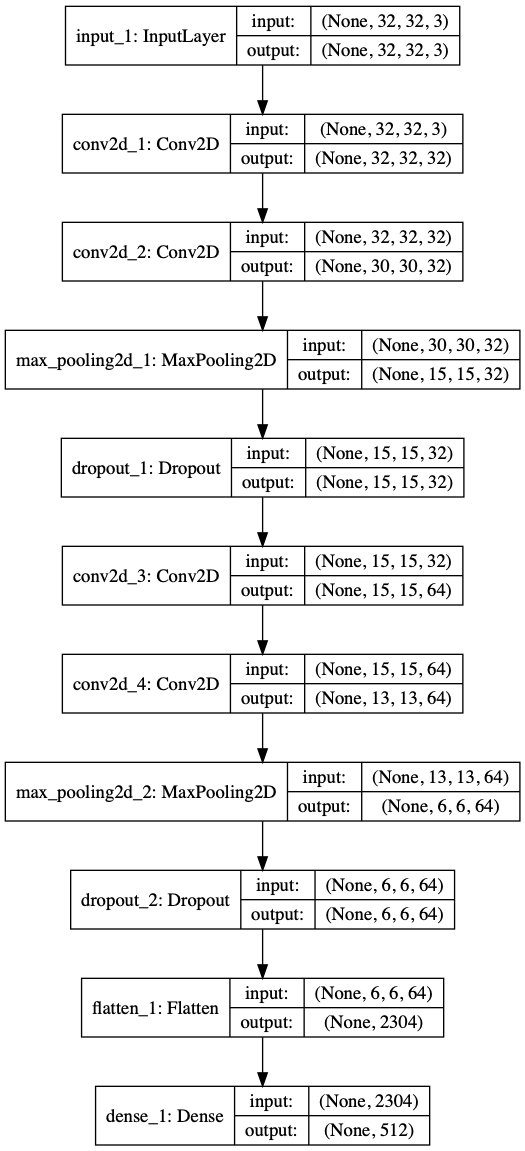 input_1: InputLayer
input: (None, 32, 32, 3)
output: (None, 32, 32, 3)
conv2d_1: Conv2D
input: (None, 32, 32, 3)
output: (None, 32, 32, 32)
conv2d_2: Conv2D
input: (None, 32, 32, 32)
output: (None, 30, 30, 32)
max_pooling2d_1: MaxPooling2D
input: (None, 30, 30, 32)
output: (None, 15, 15, 32)
dropout_1: Dropout
input: (None, 15, 15, 32)
output: (None, 15, 15, 32)
conv2d_3: Conv2D
input: (None, 15, 15, 32)
output: (None, 15, 15, 64)
conv2d_4: Conv2D
input: (None, 15, 15, 64)
output: (None, 13, 13, 64)
max_pooling2d_2: MaxPooling2D
input: (None, 13, 13, 64)
output: (None, 6, 6, 64)
dropout_2: Dropout
input: (None, 6, 6, 64)
output: (None, 6, 6, 64)
flatten_1: Flatten
input: (None, 6, 6, 64)
output: (None, 2304)
dense_1: Dense
input: (None, 2304)
output: (None, 512)